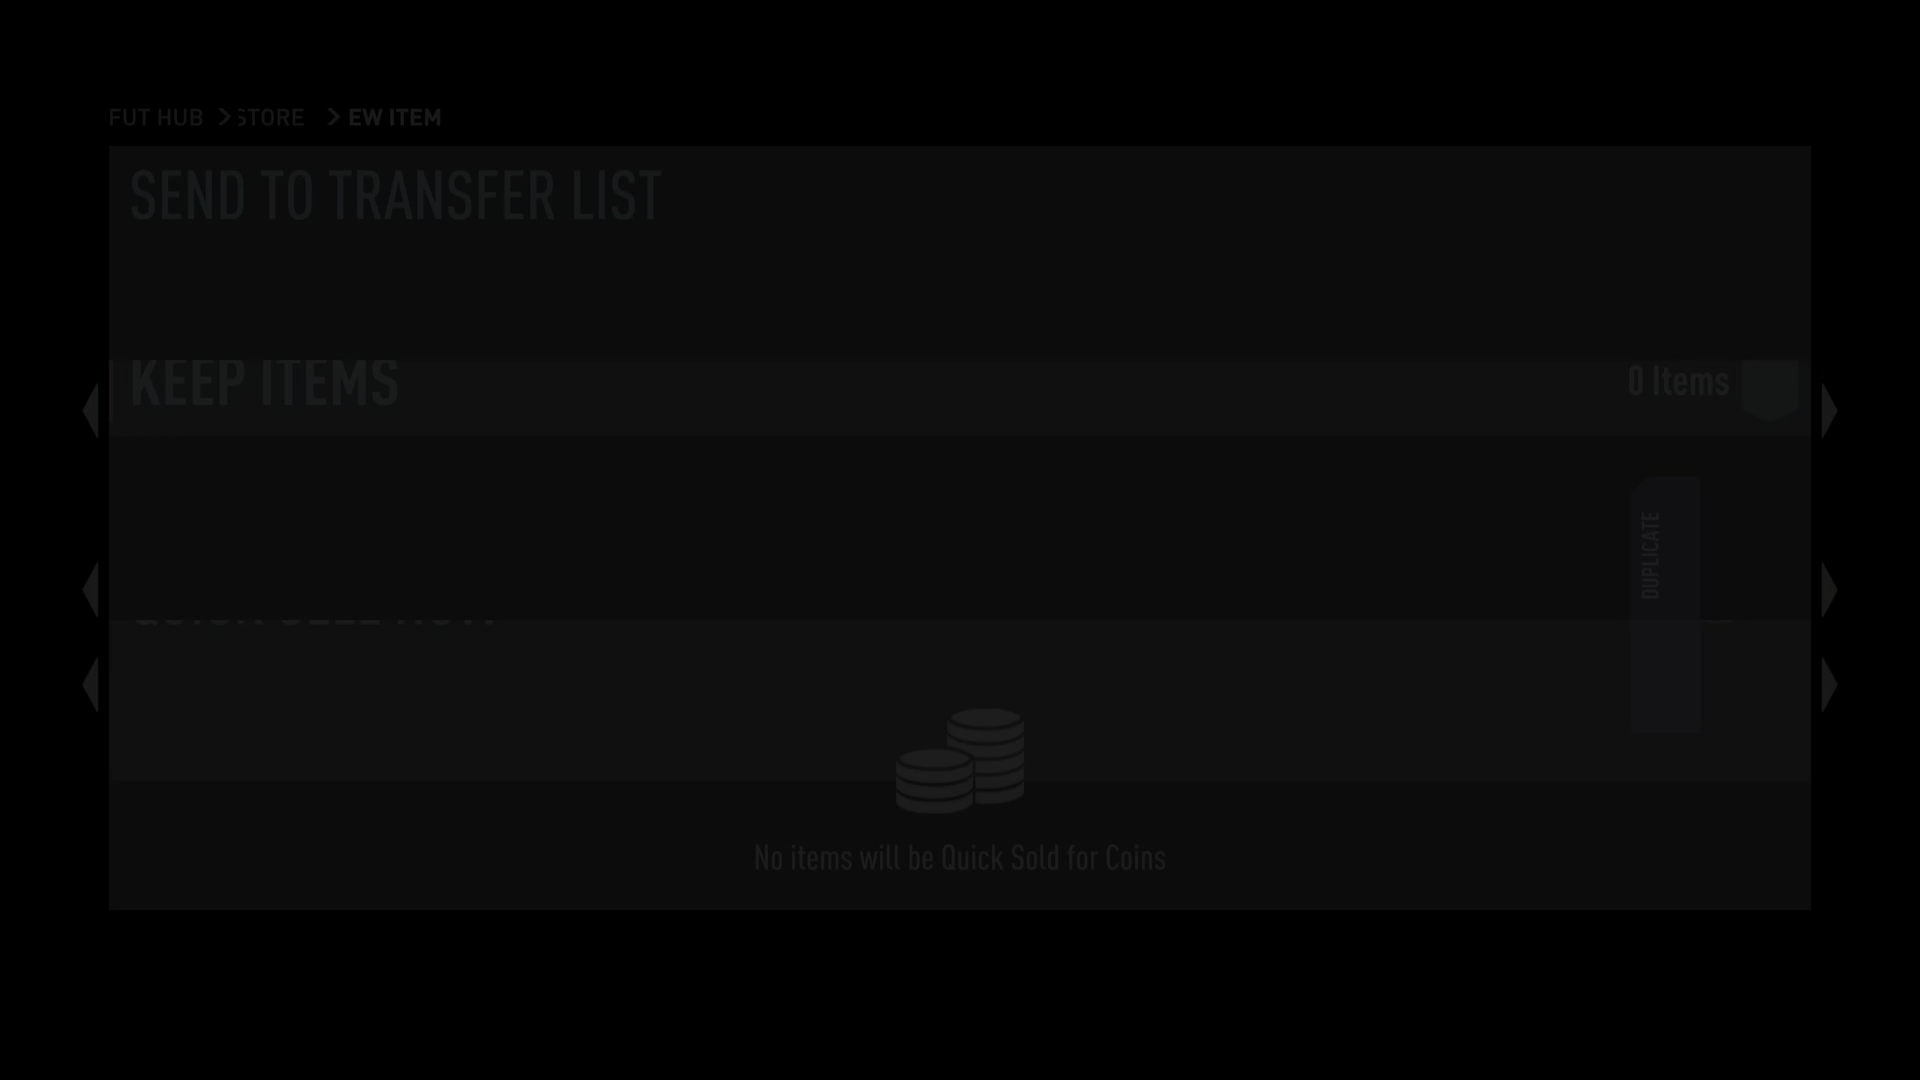 FUT HUB > STORE > EW ITEM
SEND TO TRANSFER LIST
KEEP ITEMS 0 Items
DUPLICATE
No items will be Quick Sold for Coins